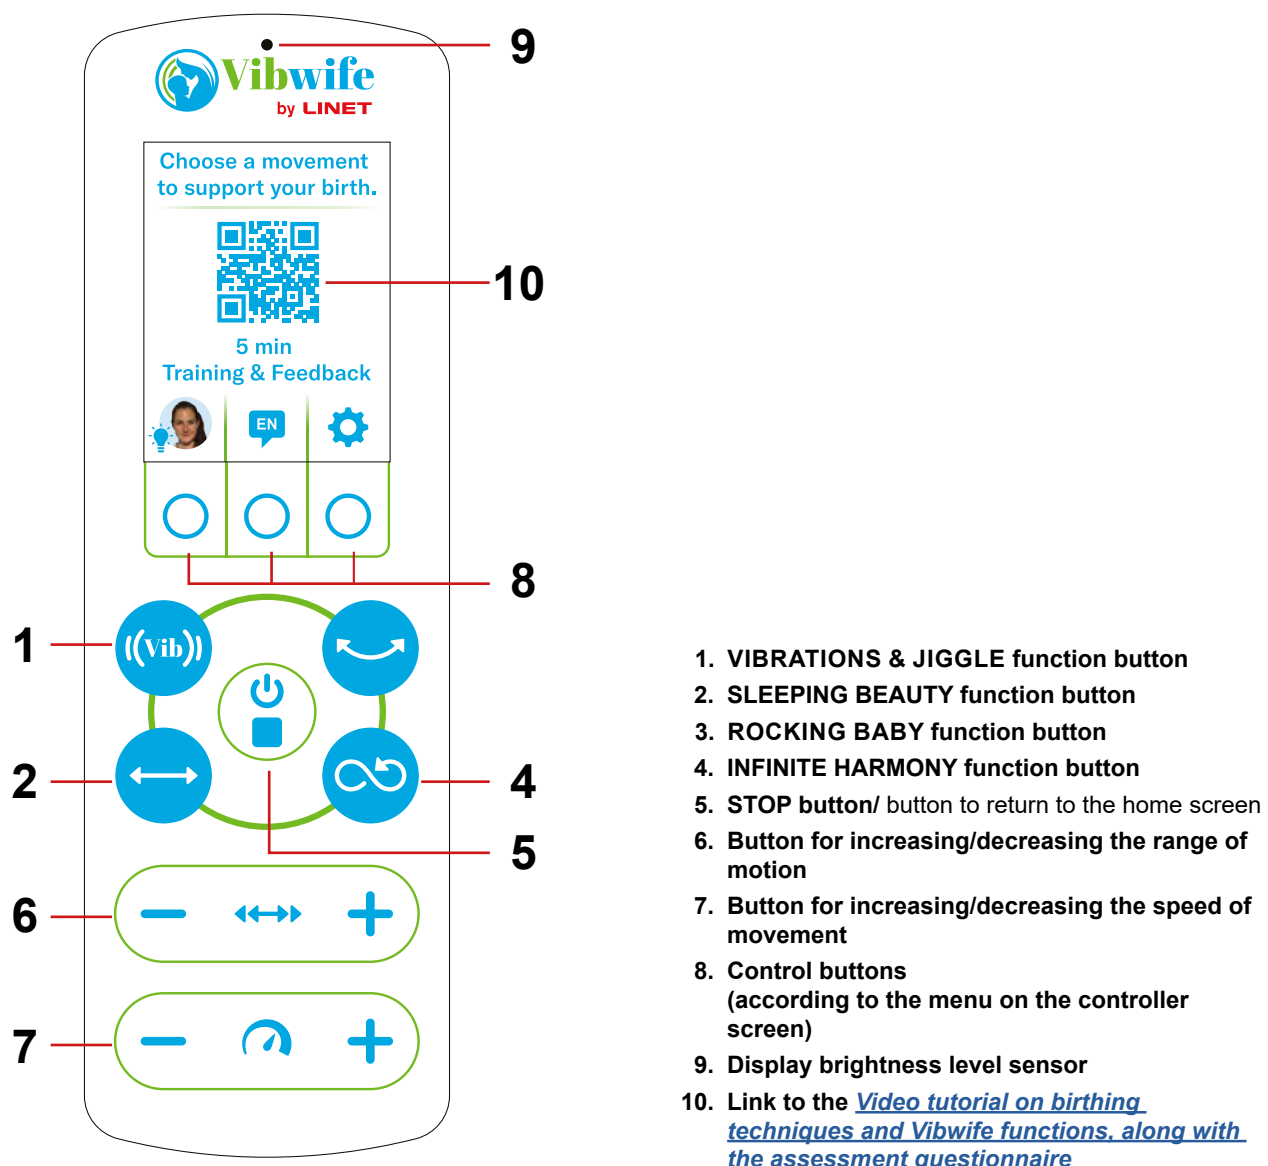 9
Vibwife
by LINET
Choose a movement
to support your birth.
10
5 min
Training & Feedback
EN
8
1
((Vib))
2
4
5
6
7
1. VIBRATIONS & JIGGLE function button
2. SLEEPING BEAUTY function button
3. ROCKING BABY function button
4. INFINITE HARMONY function button
5. STOP button/ button to return to the home screen
6. Button for increasing/decreasing the range of
motion
7. Button for increasing/decreasing the speed of
movement
8. Control buttons
(according to the menu on the controller
screen)
9. Display brightness level sensor
10. Link to the Video tutorial on birthing
techniques and Vibwife functions, along with
the assessment questionnaire